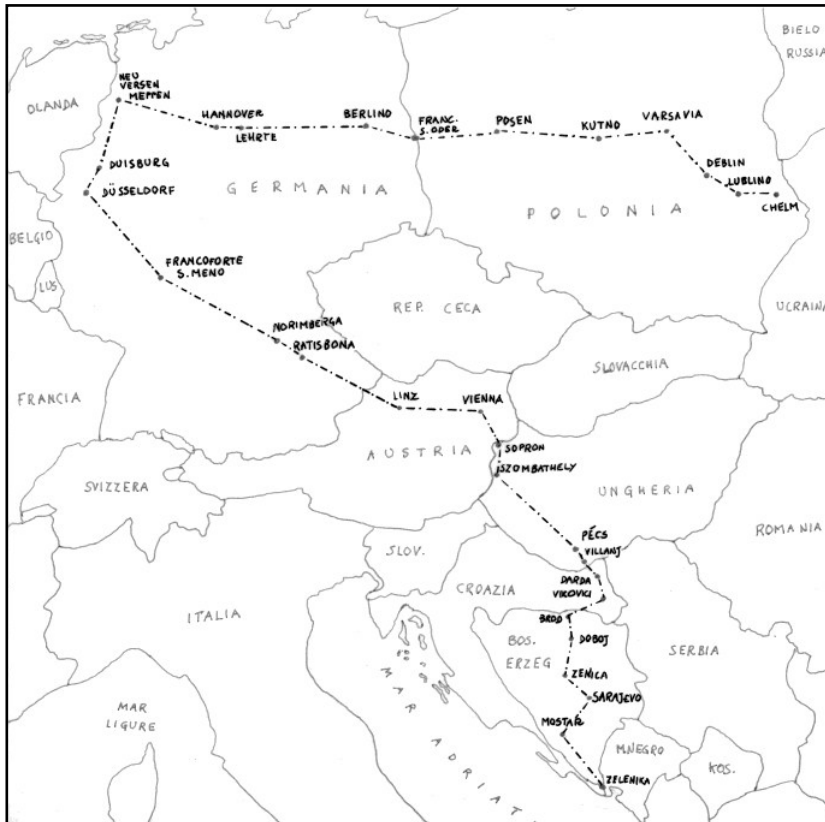 BIELO
RUSSIA
NEU
VERSEN
MEPPEN
OLANDA
HANNOVER
LEHRTE
BERLINO
FRANC.
S. ODER
POSEN
KUTNO
VARSAVIA
DEBLIN
LUBLINO
CHELM
DUISBURG
DÜSSELDORF
GERMANIA
POLONIA
BELGIO
LUS
FRANCOFORTE
S. MENO
REP. CECA
UCRAINA
NORIMBERGA
RATISBONA
SLOVACCHIA
FRANCIA
LINZ
VIENNA
AUSTRIA
SOPRON
SZOMBATHELY
SVIZZERA
UNGHERIA
ROMANIA
PÉCS
VILLANJ
SLOV.
DARDA
VIKOVICI
CROAZIA
ITALIA
BROD
BOS.
ERZEG
DOBOJ
SERBIA
ZENICA
SARAJEVO
MAR
LIGURE
MOSTAR
M.NEGRO
KOS.
MAR ADRIATI
ZELENIKA